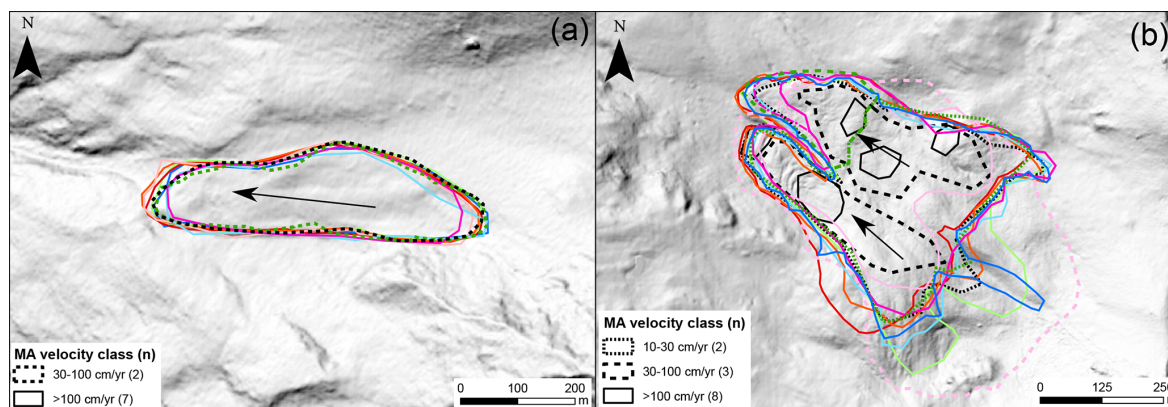 N
(a)
MA velocity class (n)
30-100 cm/yr (2)
>100 cm/yr (7)
0 100 200
m
N
(b)
MA velocity class (n)
10-30 cm/yr (2)
30-100 cm/yr (3)
>100 cm/yr (8)
0 125 250